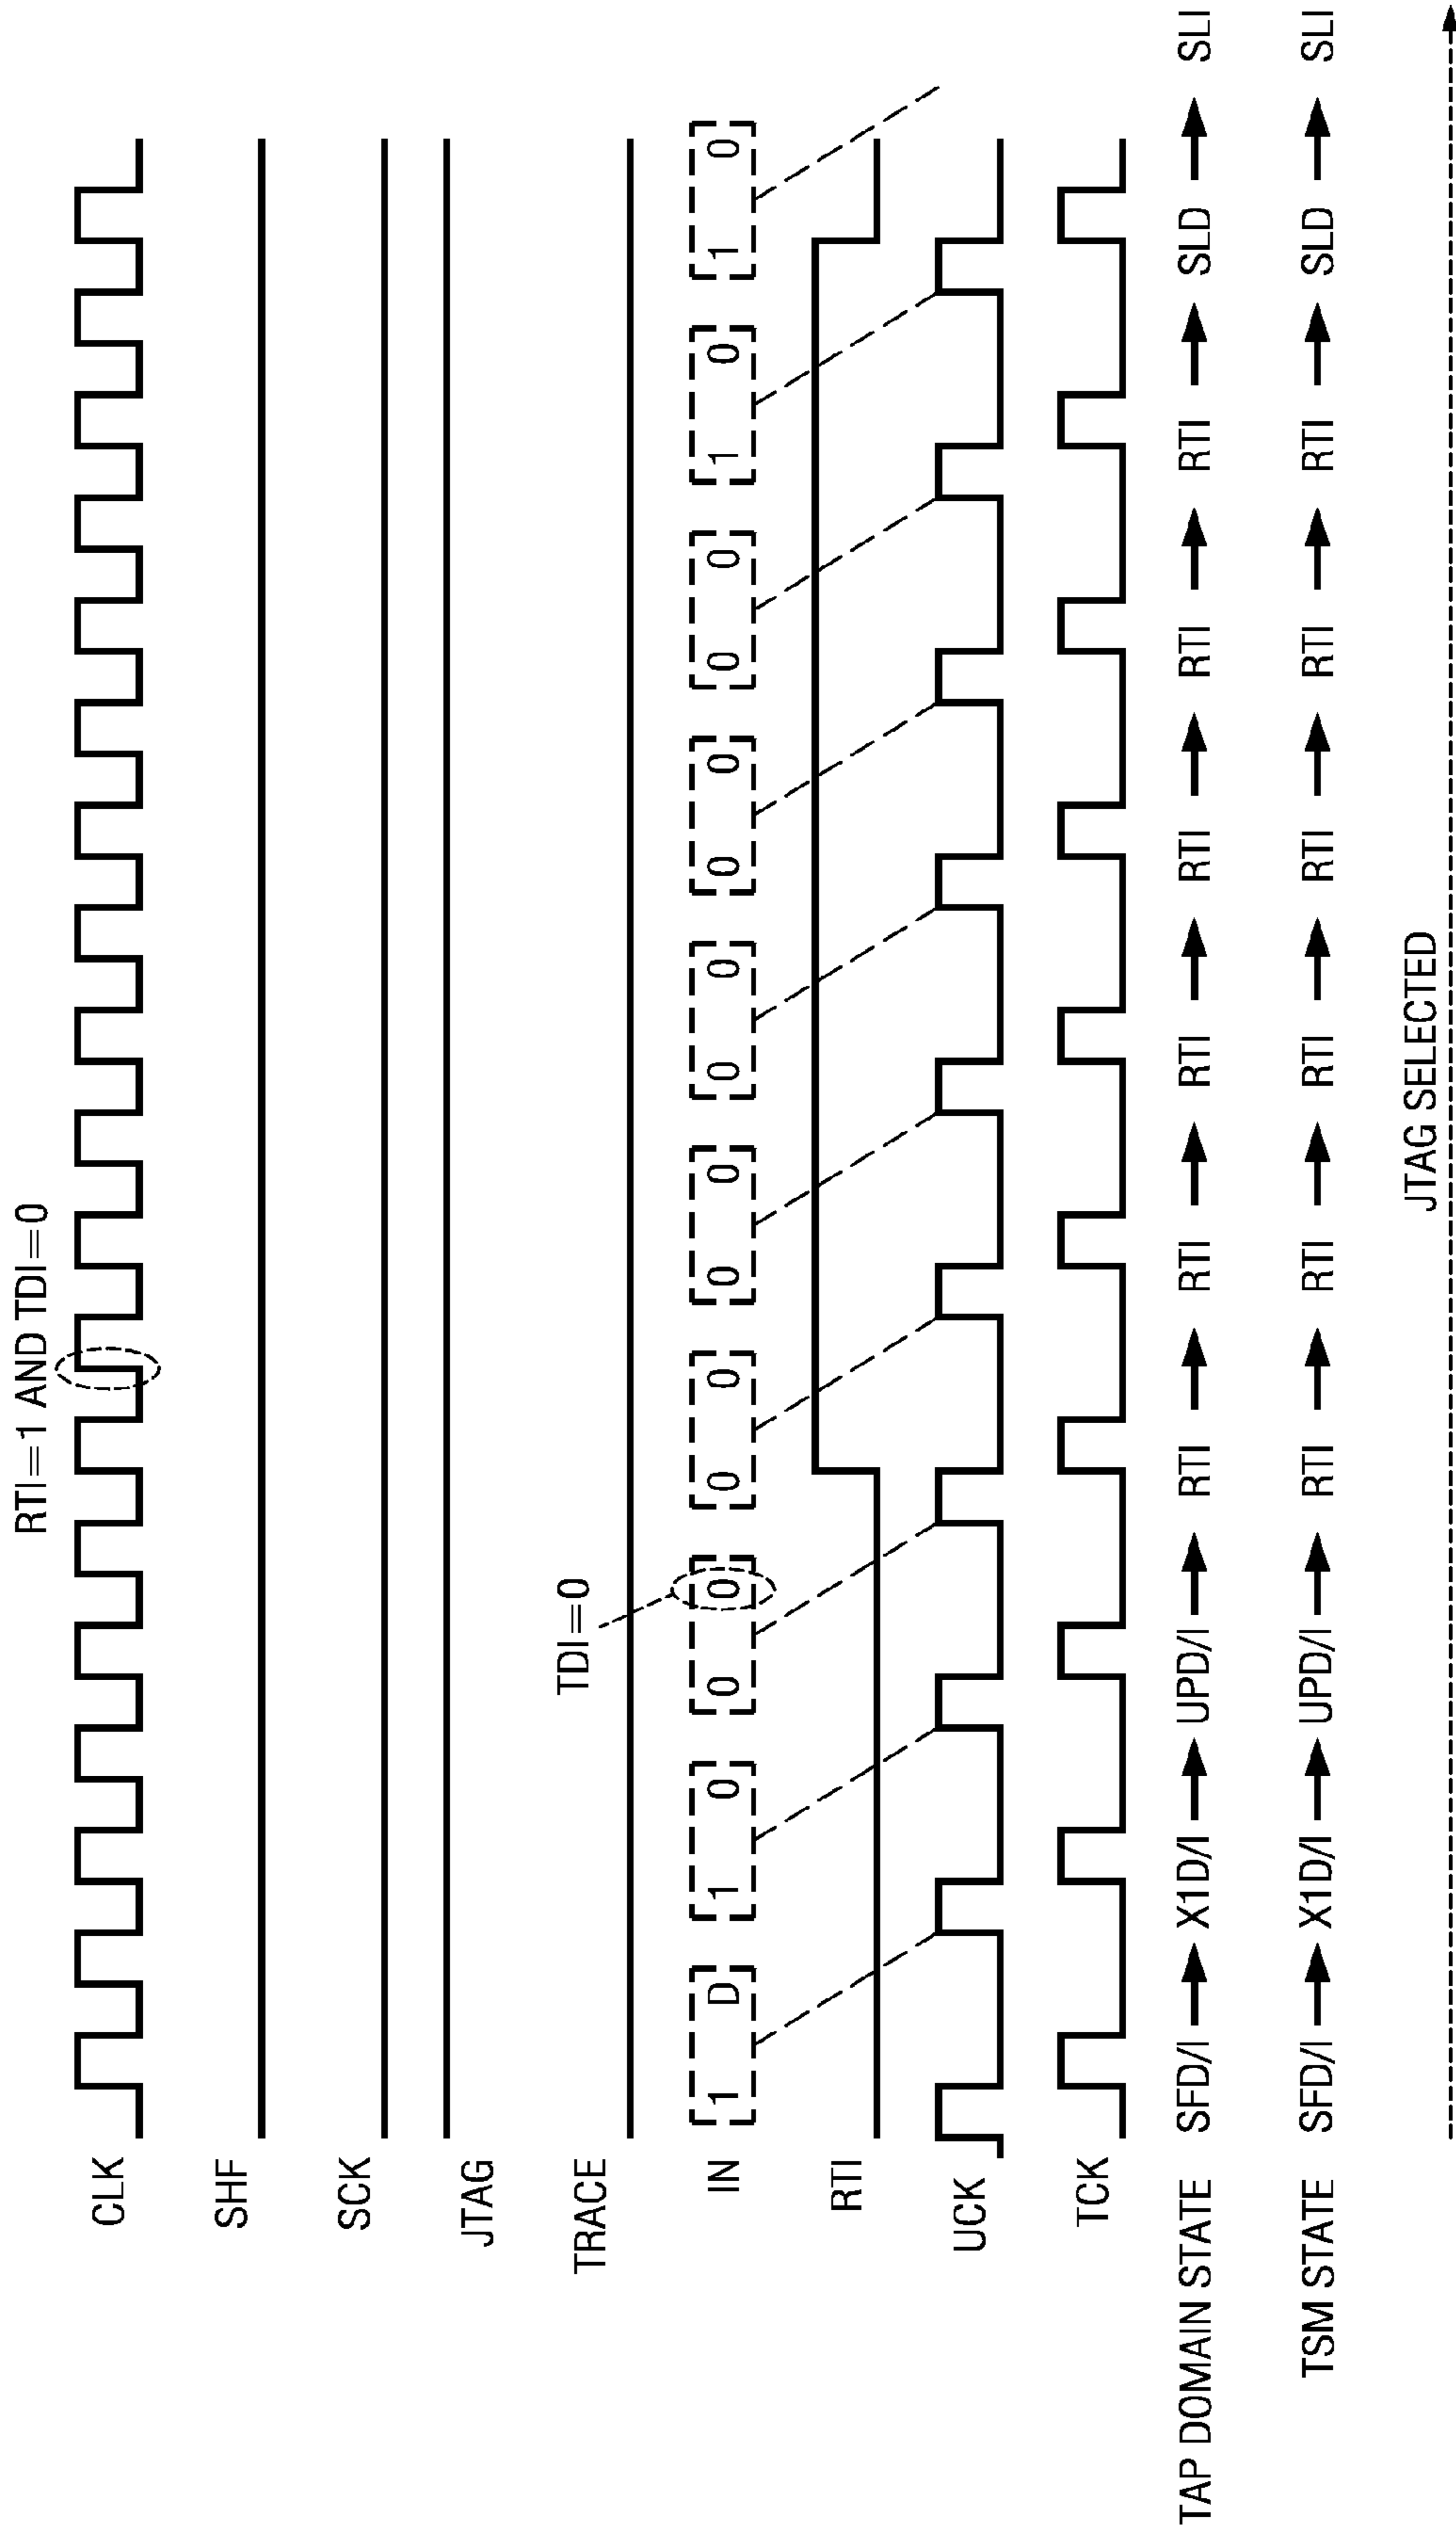 RTI=1 AND TDI=0
CLK
SHF
SCK
JTAG
TRACE
TDI=0
IN 1 D 1 0 0 0 0 0 0 0 0 0 0 0 0 0 1 0 1 0
RTI
UCK
TCK
TAP DOMAIN STATE SFD/I X1D/I UPD/I RTI RTI RTI RTI RTI RTI SLD SLI
TSM STATE SFD/I X1D/I UPD/I RTI RTI RTI RTI RTI RTI SLD SLI
JTAG SELECTED